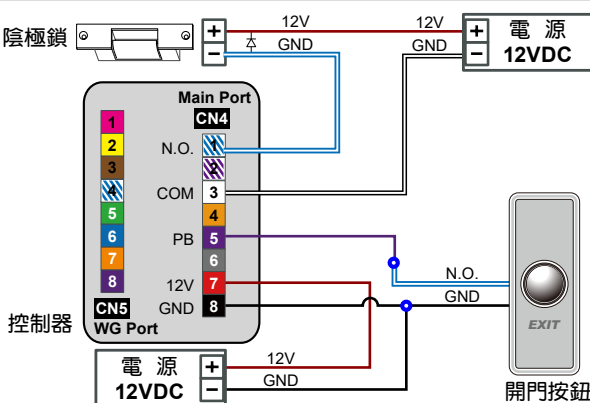 陰極鎖
+
−
12V
GND
12V
GND
+
−
電 源
12VDC
Main Port
CN4
1
2
3
4
5
6
7
8
N.O.
COM
PB
12V
GND
1
2
3
4
5
6
7
8
CN5
WG Port
控制器
N.O.
GND
EXIT
開門按鈕
電 源
12VDC
+
−
12V
GND